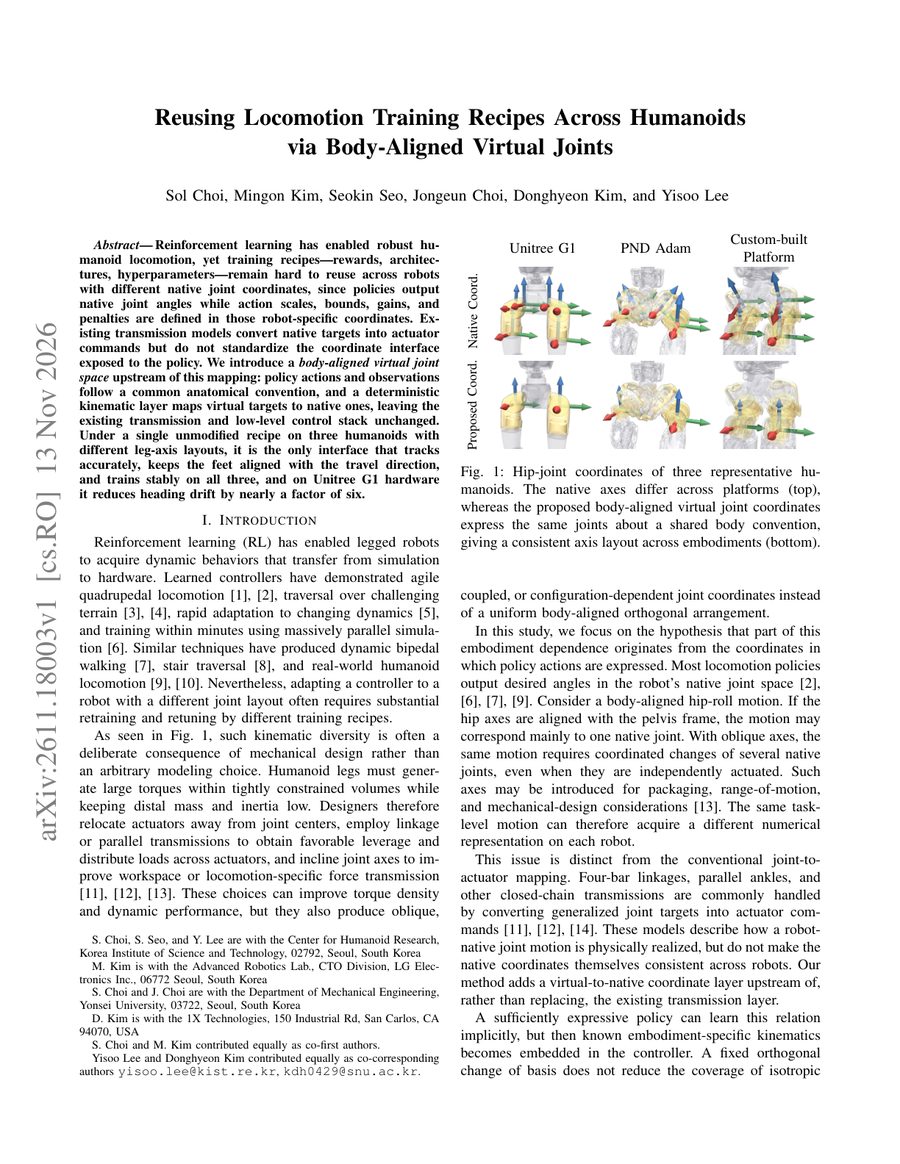 Reusing Locomotion Training Recipes Across Humanoids
via Body-Aligned Virtual Joints
Sol Choi, Mingon Kim, Seokin Seo, Jongeun Choi, Donghyeon Kim, and Yisoo Lee
arXiv:2611.18003v1 [cs.RO] 13 Nov 2026
Abstract—Reinforcement learning has enabled robust hu-
manoid locomotion, yet training recipes—rewards, architec-
tures, hyperparameters—remain hard to reuse across robots
with different native joint coordinates, since policies output
native joint angles while action scales, bounds, gains, and
penalties are defined in those robot-specific coordinates. Ex-
isting transmission models convert native targets into actuator
commands but do not standardize the coordinate interface
exposed to the policy. We introduce a body-aligned virtual joint
space upstream of this mapping: policy actions and observations
follow a common anatomical convention, and a deterministic
kinematic layer maps virtual targets to native ones, leaving the
existing transmission and low-level control stack unchanged.
Under a single unmodified recipe on three humanoids with
different leg-axis layouts, it is the only interface that tracks
accurately, keeps the feet aligned with the travel direction,
and trains stably on all three, and on Unitree G1 hardware
it reduces heading drift by nearly a factor of six.
I. INTRODUCTION
Reinforcement learning (RL) has enabled legged robots
to acquire dynamic behaviors that transfer from simulation
to hardware. Learned controllers have demonstrated agile
quadrupedal locomotion [1], [2], traversal over challenging
terrain [3], [4], rapid adaptation to changing dynamics [5],
and training within minutes using massively parallel simula-
tion [6]. Similar techniques have produced dynamic bipedal
walking [7], stair traversal [8], and real-world humanoid
locomotion [9], [10]. Nevertheless, adapting a controller to a
robot with a different joint layout often requires substantial
retraining and retuning by different training recipes.
As seen in Fig. 1, such kinematic diversity is often a
deliberate consequence of mechanical design rather than
an arbitrary modeling choice. Humanoid legs must gener-
ate large torques within tightly constrained volumes while
keeping distal mass and inertia low. Designers therefore
relocate actuators away from joint centers, employ linkage
or parallel transmissions to obtain favorable leverage and
distribute loads across actuators, and incline joint axes to im-
prove workspace or locomotion-specific force transmission
[11], [12], [13]. These choices can improve torque density
and dynamic performance, but they also produce oblique,
S. Choi, S. Seo, and Y. Lee are with the Center for Humanoid Research,
Korea Institute of Science and Technology, 02792, Seoul, South Korea
M. Kim is with the Advanced Robotics Lab., CTO Division, LG Elec-
tronics Inc., 06772 Seoul, South Korea
S. Choi and J. Choi are with the Department of Mechanical Engineering,
Yonsei University, 03722, Seoul, South Korea
D. Kim is with the 1X Technologies, 150 Industrial Rd, San Carlos, CA
94070, USA
S. Choi and M. Kim contributed equally as co-first authors.
Yisoo Lee and Donghyeon Kim contributed equally as co-corresponding
authors yisoo.lee@kist.re.kr, kdh0429@snu.ac.kr.
Unitree G1
PND Adam
Custom-built
Platform
Native Coord.
Proposed Coord.
Fig. 1: Hip-joint coordinates of three representative hu-
manoids. The native axes differ across platforms (top),
whereas the proposed body-aligned virtual joint coordinates
express the same joints about a shared body convention,
giving a consistent axis layout across embodiments (bottom).
coupled, or configuration-dependent joint coordinates instead
of a uniform body-aligned orthogonal arrangement.
In this study, we focus on the hypothesis that part of this
embodiment dependence originates from the coordinates in
which policy actions are expressed. Most locomotion policies
output desired angles in the robot's native joint space [2],
[6], [7], [9]. Consider a body-aligned hip-roll motion. If the
hip axes are aligned with the pelvis frame, the motion may
correspond mainly to one native joint. With oblique axes, the
same motion requires coordinated changes of several native
joints, even when they are independently actuated. Such
axes may be introduced for packaging, range-of-motion,
and mechanical-design considerations [13]. The same task-
level motion can therefore acquire a different numerical
representation on each robot.
This issue is distinct from the conventional joint-to-
actuator mapping. Four-bar linkages, parallel ankles, and
other closed-chain transmissions are commonly handled
by converting generalized joint targets into actuator com-
mands [11], [12], [14]. These models describe how a robot-
native joint motion is physically realized, but do not make the
native coordinates themselves consistent across robots. Our
method adds a virtual-to-native coordinate layer upstream of,
rather than replacing, the existing transmission layer.
A sufficiently expressive policy can learn this relation
implicitly, but then known embodiment-specific kinematics
becomes embedded in the controller. A fixed orthogonal
change of basis does not reduce the coverage of isotropic